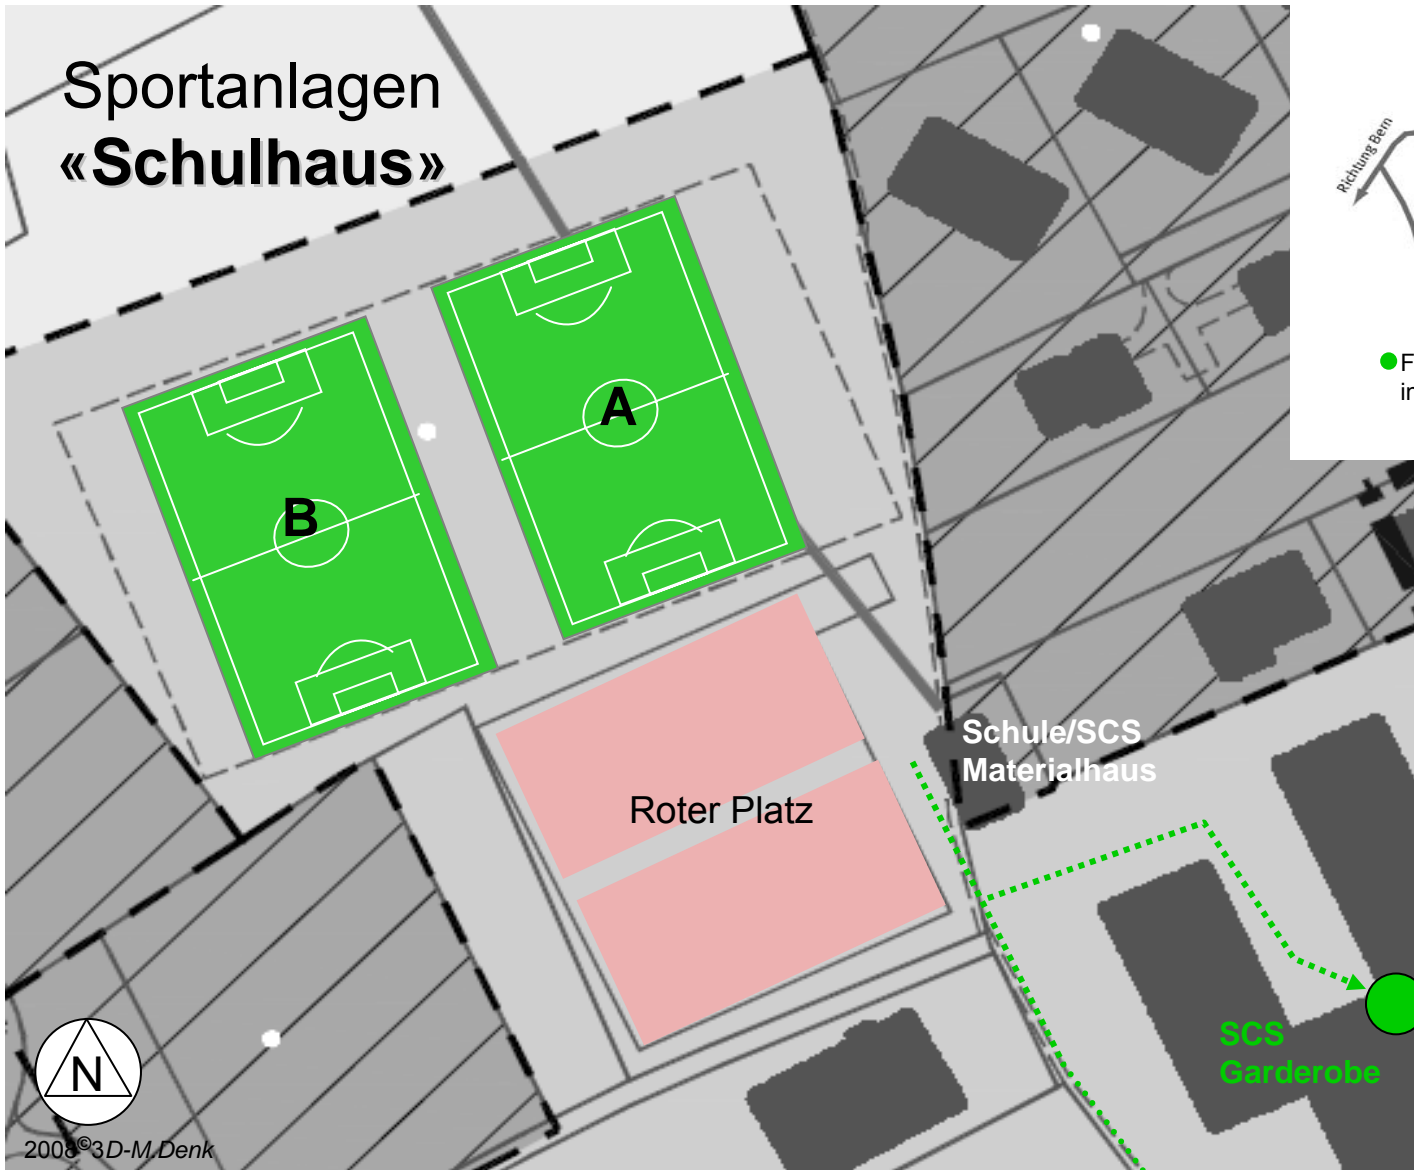 Sportanlagen
«Schulhaus»
Richtung Bern
A
B
Schule/SCS
Materialhaus
Roter Platz
SCS
Garderobe
N
2008©3D-M.Denk